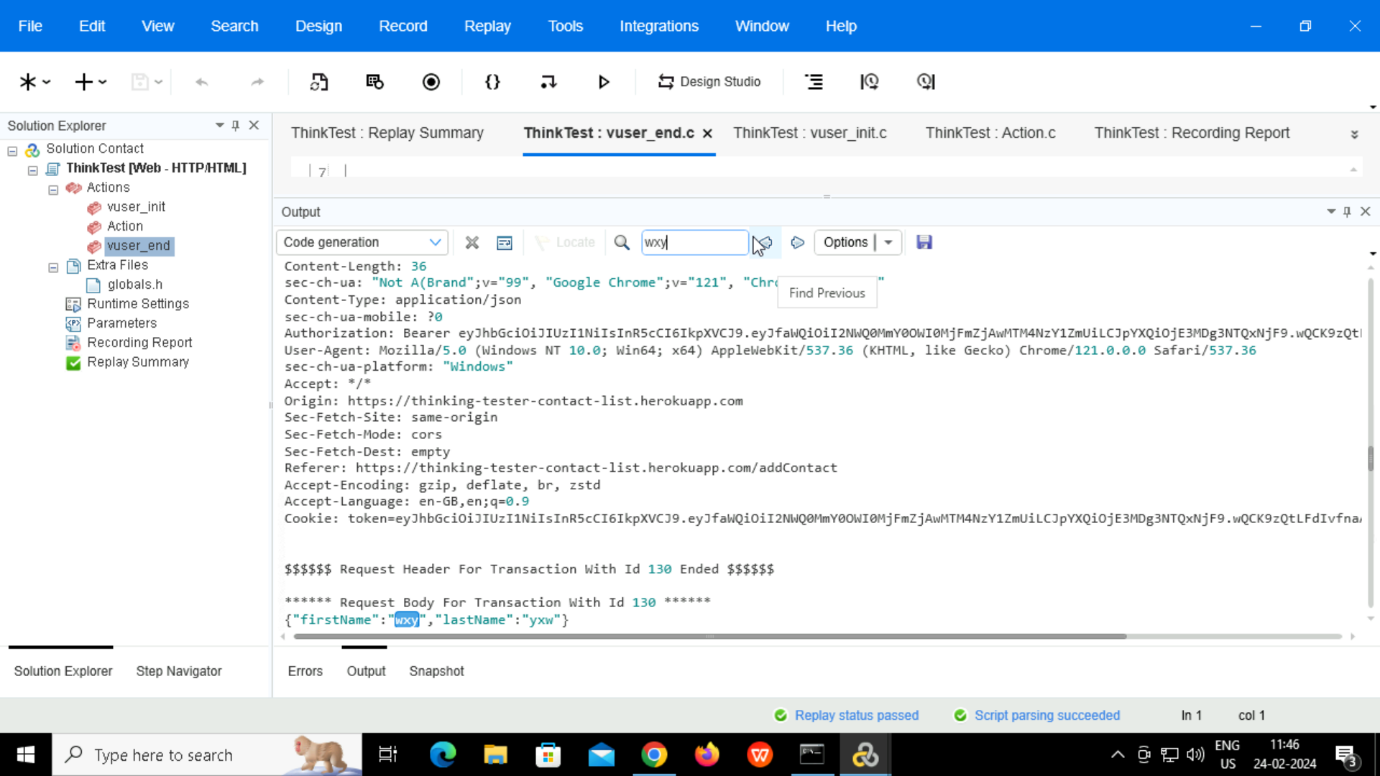 File Edit View Search Design Record Replay Tools Integrations Window Help
Design Studio
Solution Explorer
Solution Contact
ThinkTest [Web - HTTP/HTML]
Actions
vuser_init
Action
vuser_end
Extra Files
globals.h
Runtime Settings
Parameters
Recording Report
Replay Summary
Solution Explorer Step Navigator
ThinkTest : Replay Summary ThinkTest : vuser_end.c ThinkTest : vuser_init.c ThinkTest : Action.c ThinkTest : Recording Report
7
Output
Code generation Locate wxy Options
Find Previous
Content-Length: 36
sec-ch-ua: "Not A(Brand";v="99", "Google Chrome";v="121", "Chr
Content-Type: application/json
sec-ch-ua-mobile: ?0
Authorization: Bearer
User-Agent: Mozilla/5.0 (Windows NT 10.0; Win64; x64) AppleWebKit/537.36 (KHTML, like Gecko) Chrome/121.0.0.0 Safari/537.36
sec-ch-ua-platform: "Windows"
Accept: */*
Origin: https://thinking-tester-contact-list.herokuapp.com
Sec-Fetch-Site: same-origin
Sec-Fetch-Mode: cors
Sec-Fetch-Dest: empty
Referer: https://thinking-tester-contact-list.herokuapp.com/addContact
Accept-Encoding: gzip, deflate, br, zstd
Accept-Language: en-GB,en;q=0.9
Cookie:
$$$$$$ Request Header For Transaction With Id 130 Ended $$$$$$
****** Request Body For Transaction With Id 130 ******
{"firstName":"wxy","lastName":"yxw"}
Errors Output Snapshot
Replay status passed Script parsing succeeded ln 1 col 1
Type here to search
ENG
US
11:46
24-02-2024
3